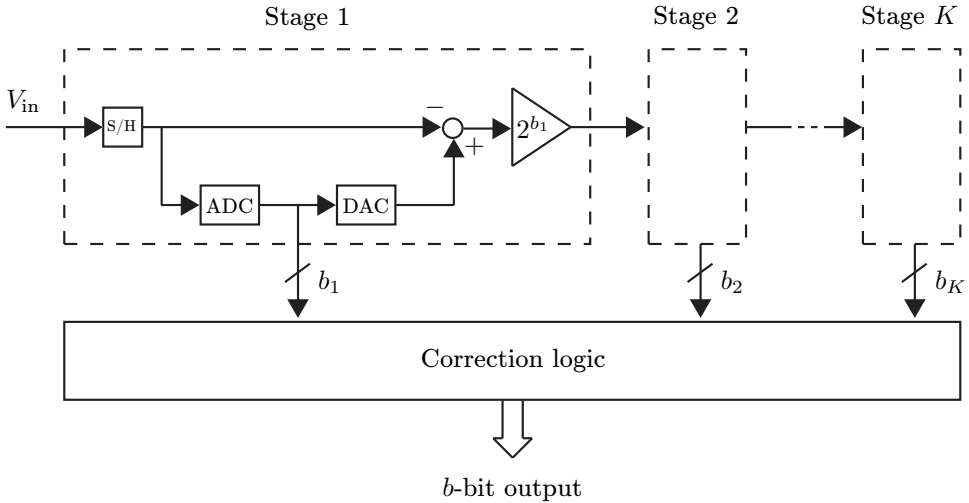 Stage 1
Stage 2
Stage K
V_in
S/H
−
+
2^{b_1}
ADC
DAC
b_1
b_2
b_K
Correction logic
b-bit output